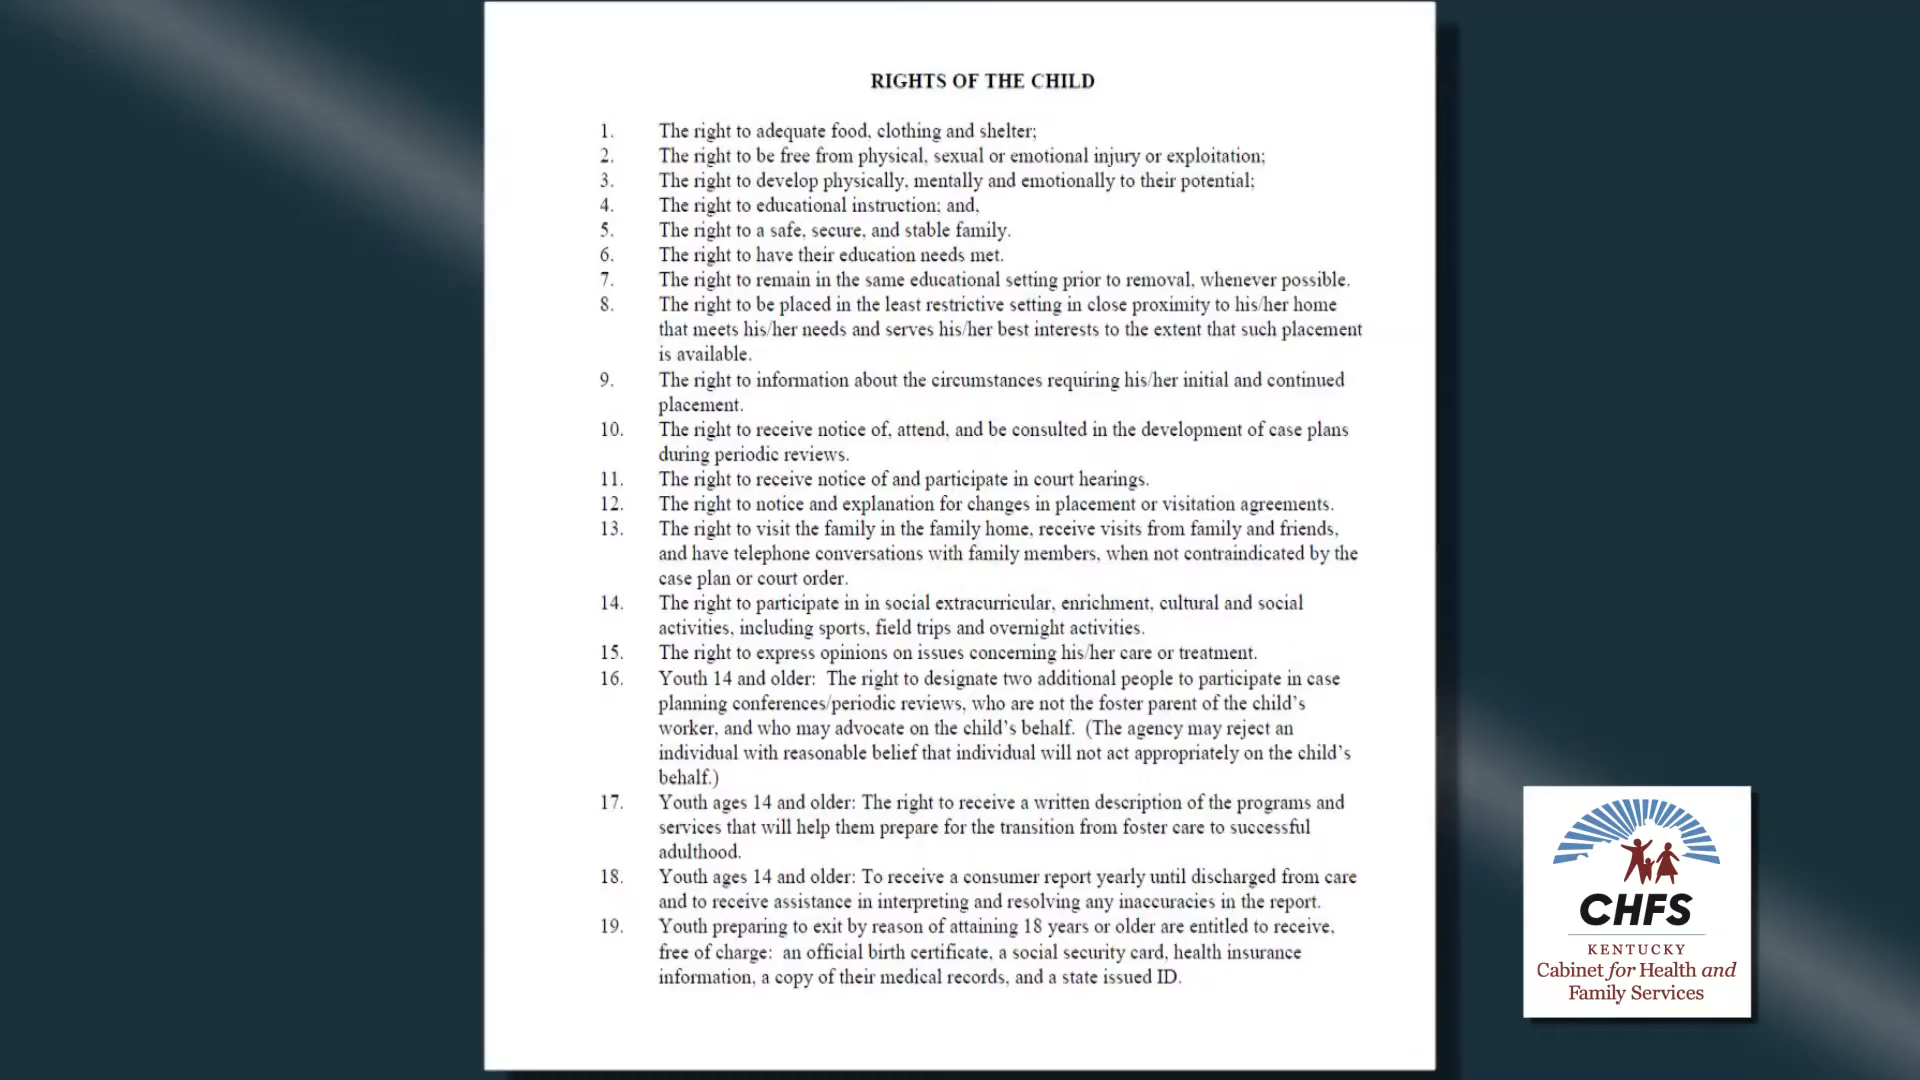 RIGHTS OF THE CHILD
1. The right to adequate food, clothing and shelter;
2. The right to be free from physical, sexual or emotional injury or exploitation;
3. The right to develop physically, mentally and emotionally to their potential;
4. The right to educational instruction; and,
5. The right to a safe, secure, and stable family.
6. The right to have their education needs met.
7. The right to remain in the same educational setting prior to removal, whenever possible.
8. The right to be placed in the least restrictive setting in close proximity to his/her home
that meets his/her needs and serves his/her best interests to the extent that such placement
is available.
9. The right to information about the circumstances requiring his/her initial and continued
placement.
10. The right to receive notice of, attend, and be consulted in the development of case plans
during periodic reviews.
11. The right to receive notice of and participate in court hearings.
12. The right to notice and explanation for changes in placement or visitation agreements.
13. The right to visit the family in the family home, receive visits from family and friends,
and have telephone conversations with family members, when not contraindicated by the
case plan or court order.
14. The right to participate in in social extracurricular, enrichment, cultural and social
activities, including sports, field trips and overnight activities.
15. The right to express opinions on issues concerning his/her care or treatment.
16. Youth 14 and older: The right to designate two additional people to participate in case
planning conferences/periodic reviews, who are not the foster parent of the child's
worker, and who may advocate on the child's behalf. (The agency may reject an
individual with reasonable belief that individual will not act appropriately on the child's
behalf.)
17. Youth ages 14 and older: The right to receive a written description of the programs and
services that will help them prepare for the transition from foster care to successful
adulthood.
18. Youth ages 14 and older: To receive a consumer report yearly until discharged from care
and to receive assistance in interpreting and resolving any inaccuracies in the report.
19. Youth preparing to exit by reason of attaining 18 years or older are entitled to receive,
free of charge: an official birth certificate, a social security card, health insurance
information, a copy of their medical records, and a state issued ID.
CHFS
KENTUCKY
Cabinet for Health and
Family Services